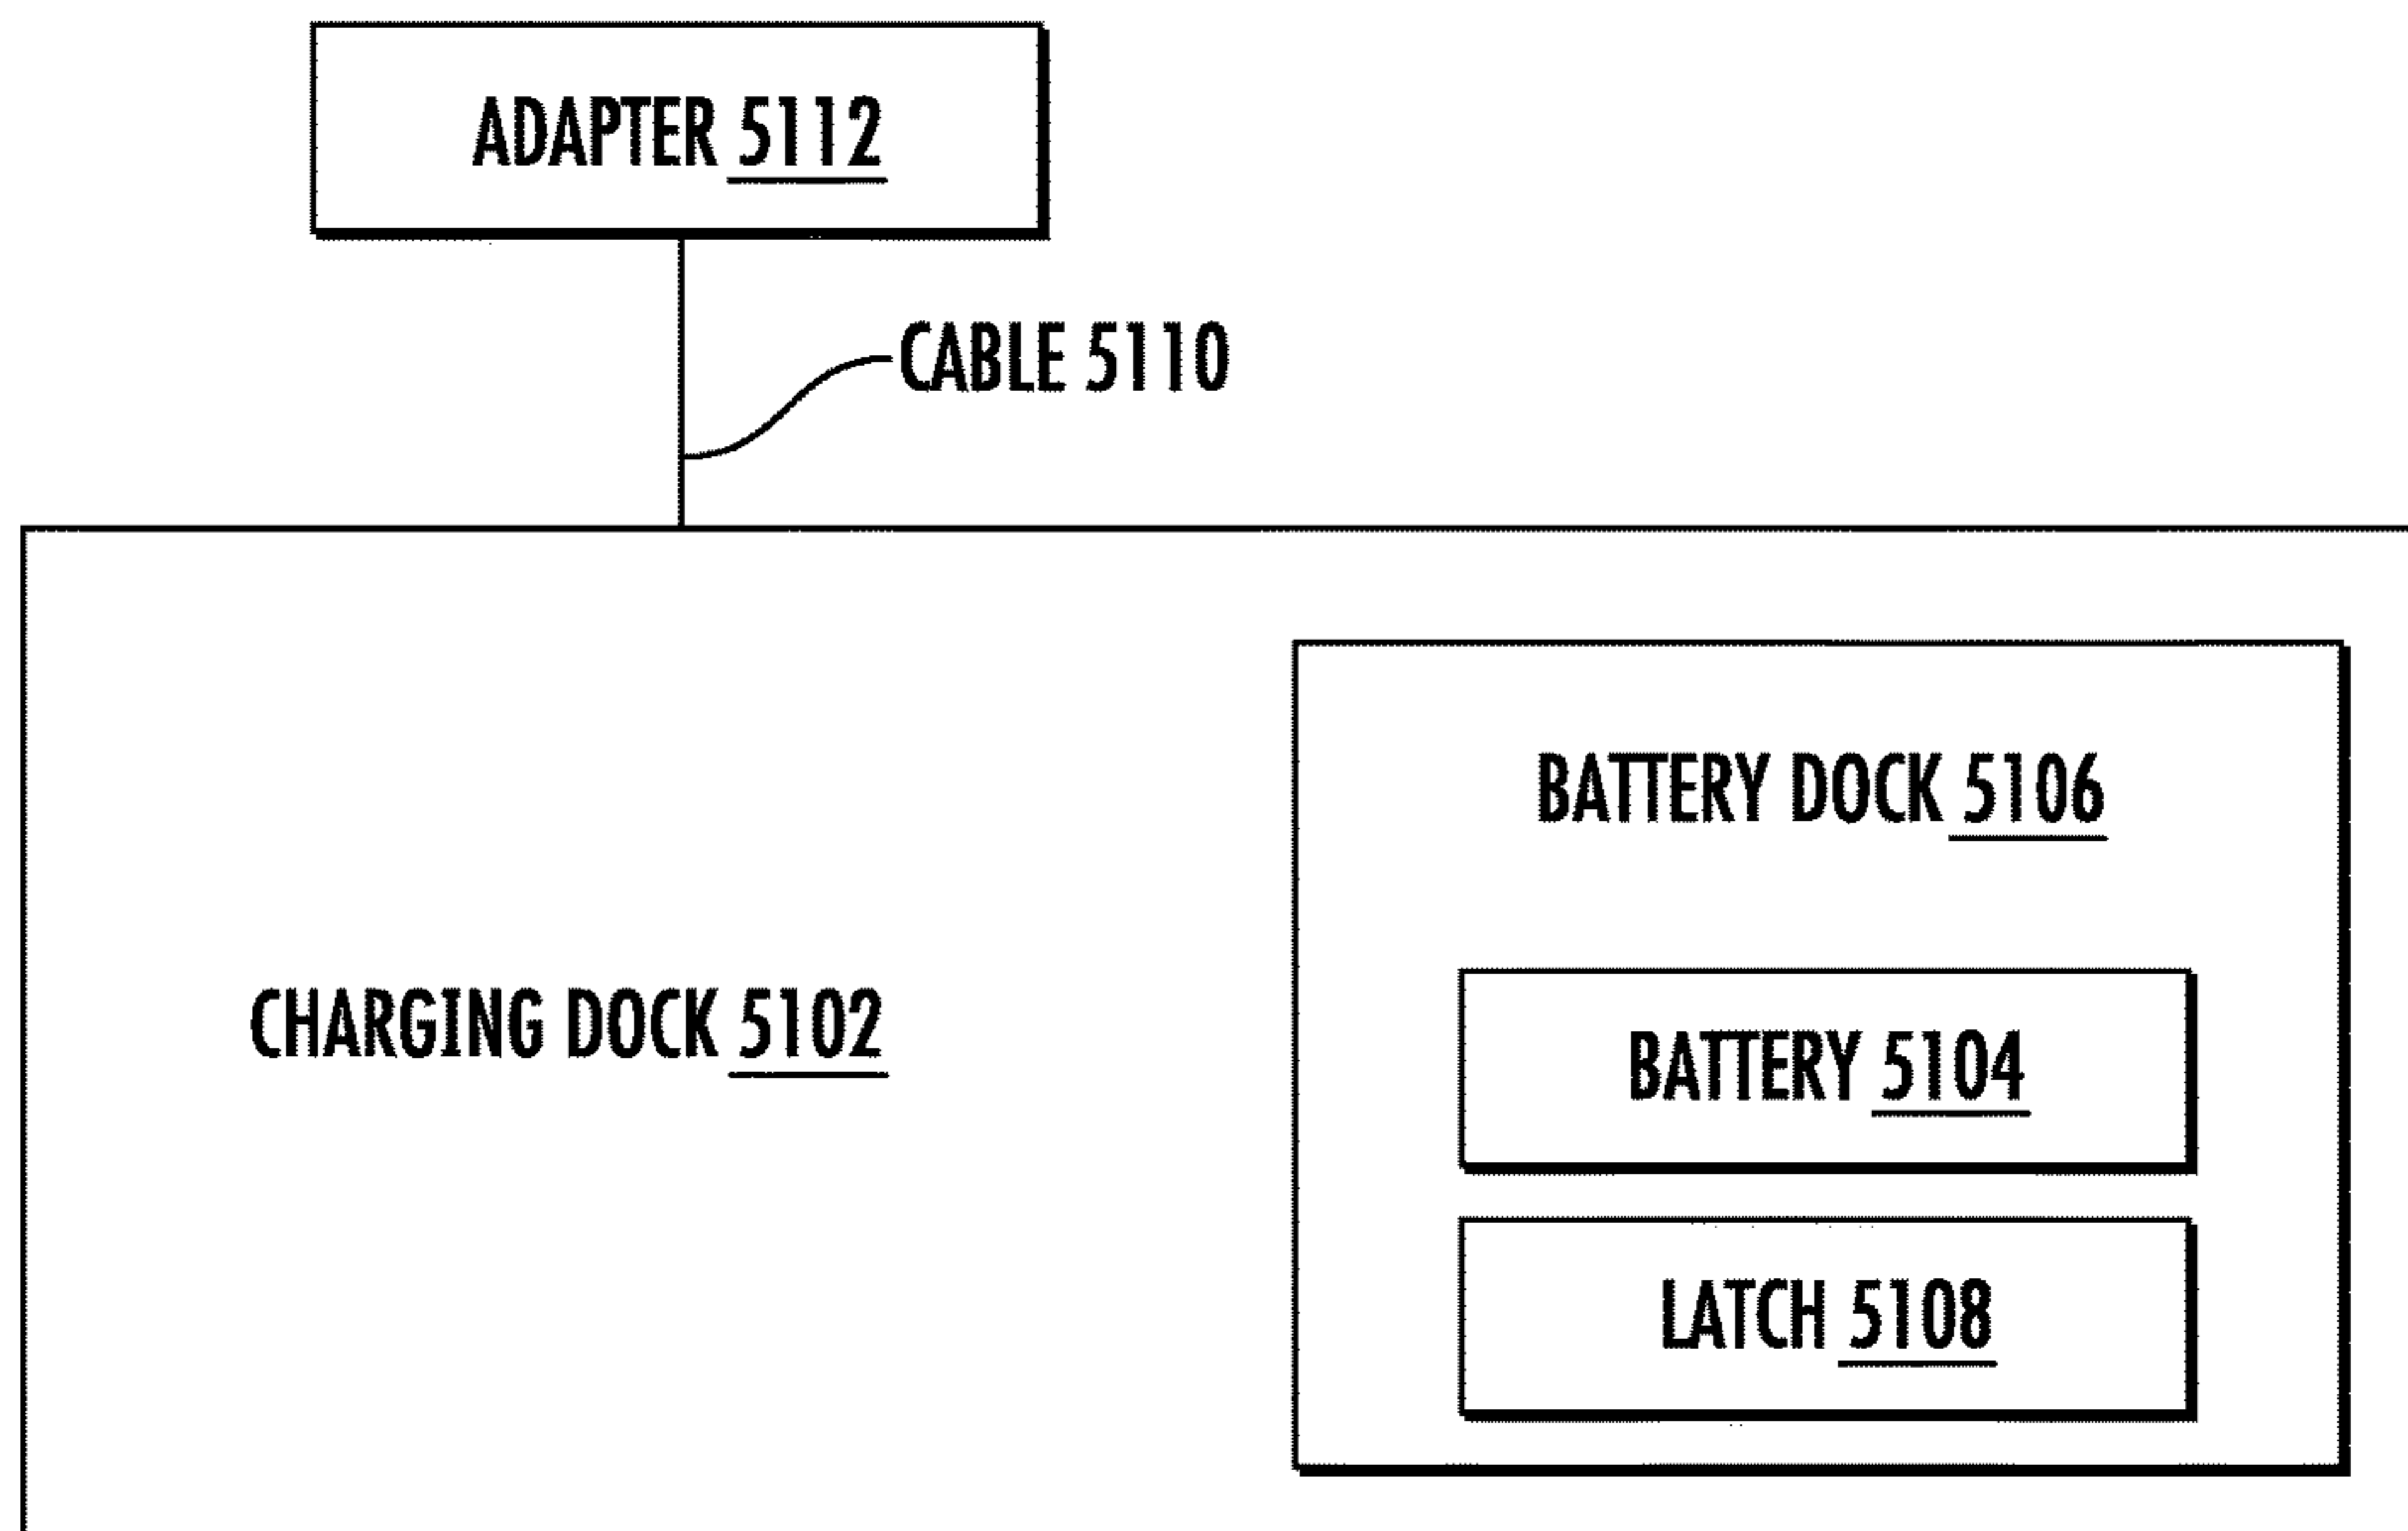 ADAPTER 5112
CABLE 5110
BATTERY DOCK 5106
CHARGING DOCK 5102
BATTERY 5104
LATCH 5108